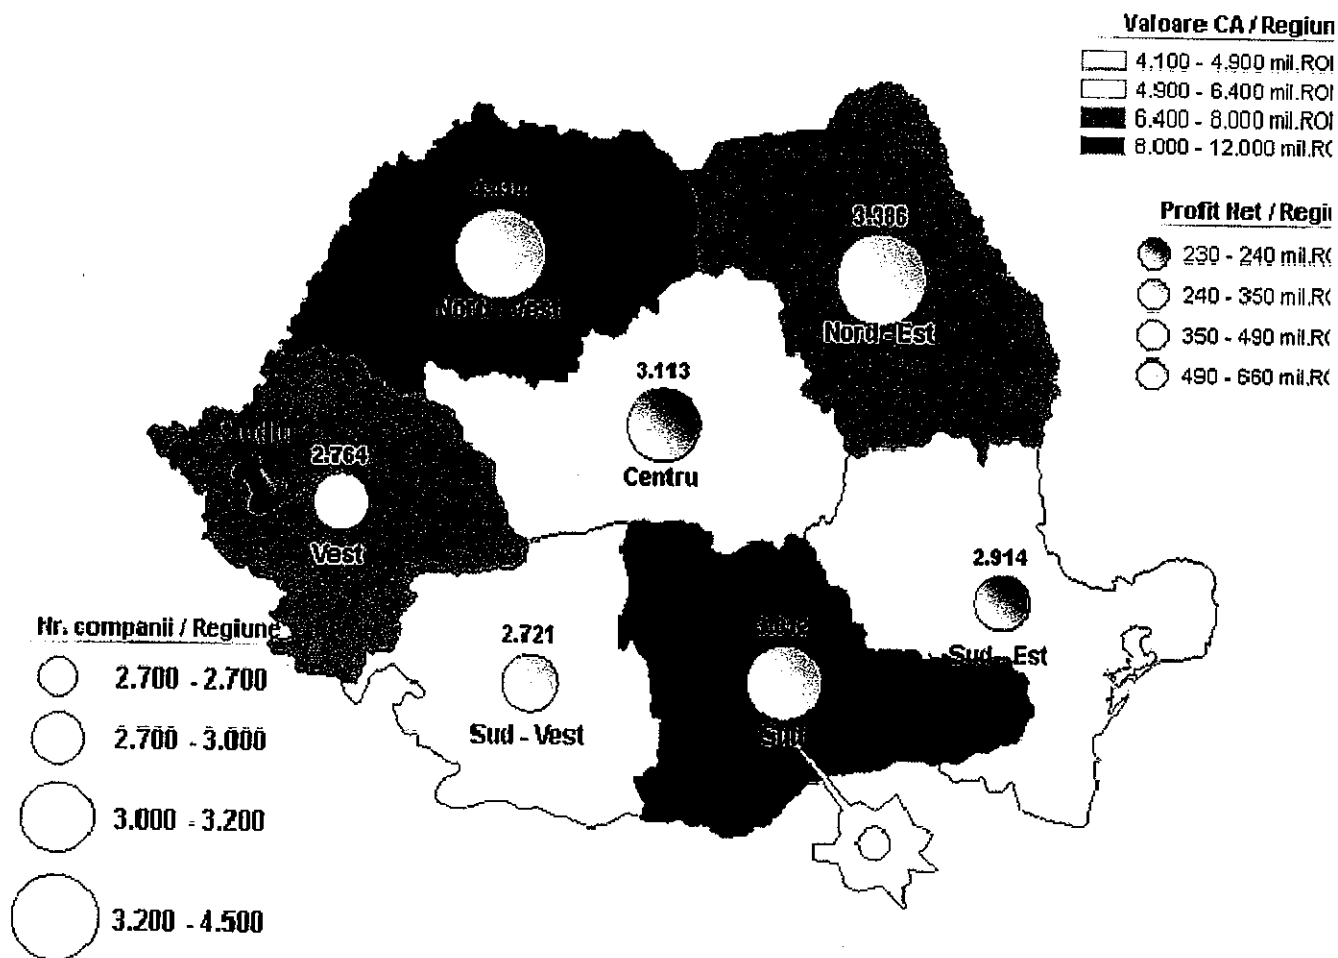 Valoare CA / Regiun
4.100 - 4.900 mil.RO
4.900 - 6.400 mil.RO
6.400 - 8.000 mil.RO
8.000 - 12.000 mil.R
Profit Net / Regi
230 - 240 mil.R
240 - 350 mil.R
350 - 490 mil.R
490 - 660 mil.R
3.386
Nord - Vest
Nord - Est
3.113
Centru
2.764
Vest
2.914
Sud - Est
2.721
Sud - Vest
Sud
Nr. companii / Regiune
2.700 - 2.700
2.700 - 3.000
3.000 - 3.200
3.200 - 4.500